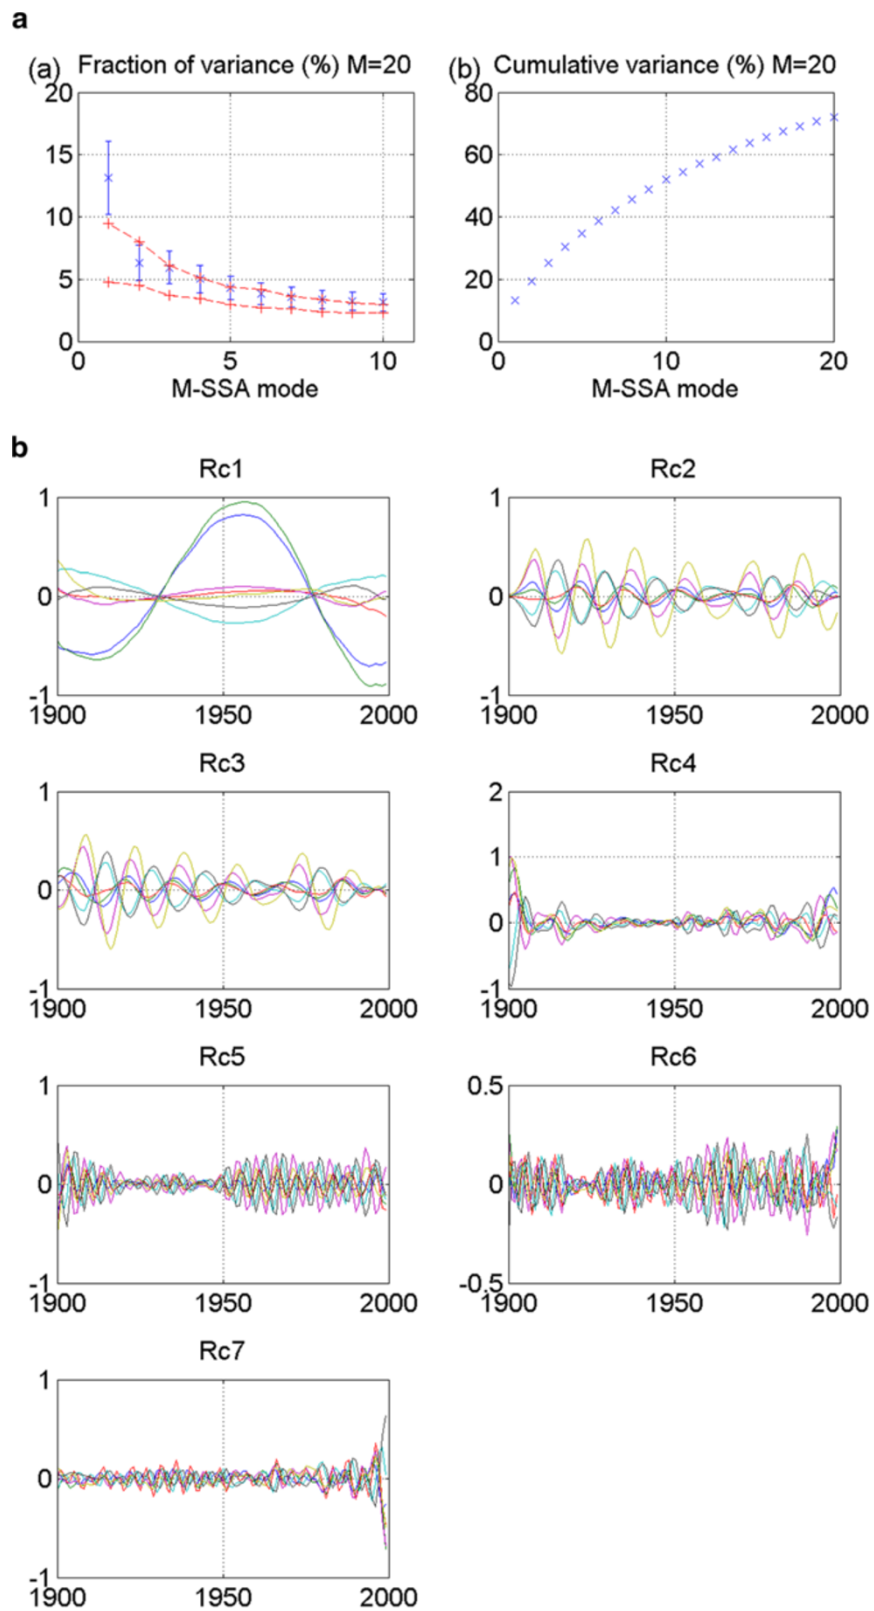 a
(a) Fraction of variance (%) M=20
(b) Cumulative variance (%) M=20
20
15
10
5
0
0 5 10
M-SSA mode
80
60
40
20
0
0 10 20
M-SSA mode
b
Rc1
1
0
-1
1900 1950 2000
Rc2
1
0
-1
1900 1950 2000
Rc3
1
0
-1
1900 1950 2000
Rc4
2
1
0
-1
1900 1950 2000
Rc5
1
0
-1
1900 1950 2000
Rc6
0.5
0
-0.5
1900 1950 2000
Rc7
1
0
-1
1900 1950 2000